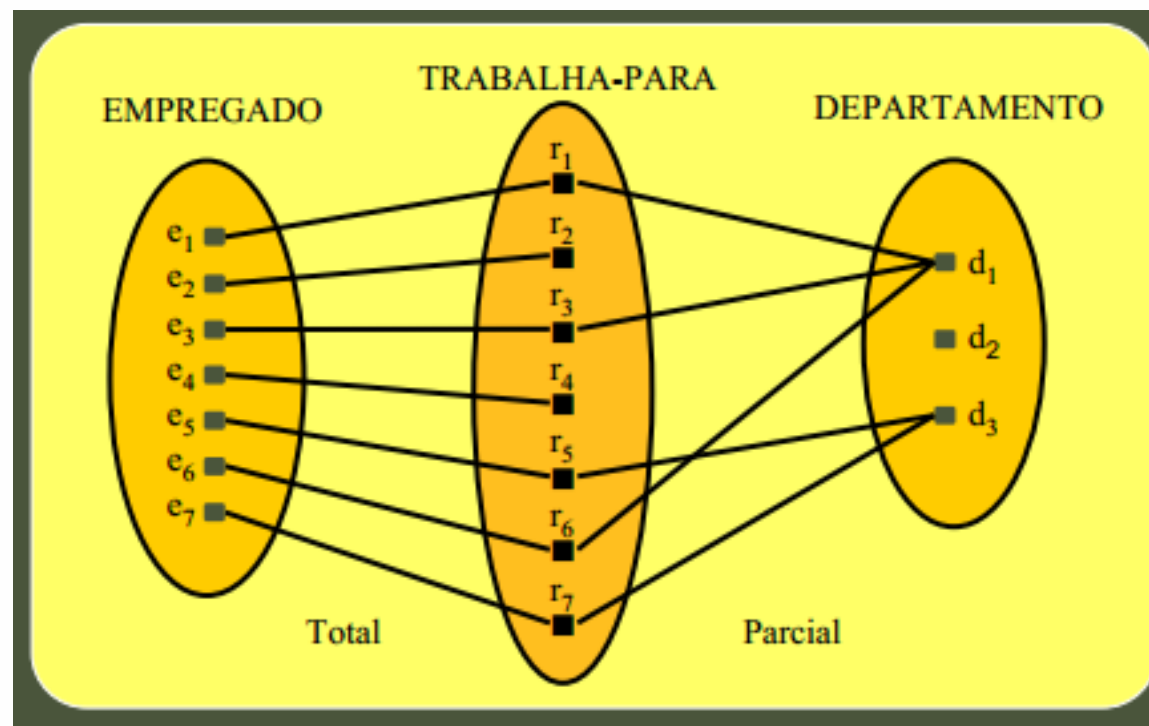 TRABALHA-PARA
EMPREGADO
DEPARTAMENTO
r1
r2
r3
r4
r5
r6
r7
e1
e2
e3
e4
e5
e6
e7
d1
d2
d3
Total
Parcial